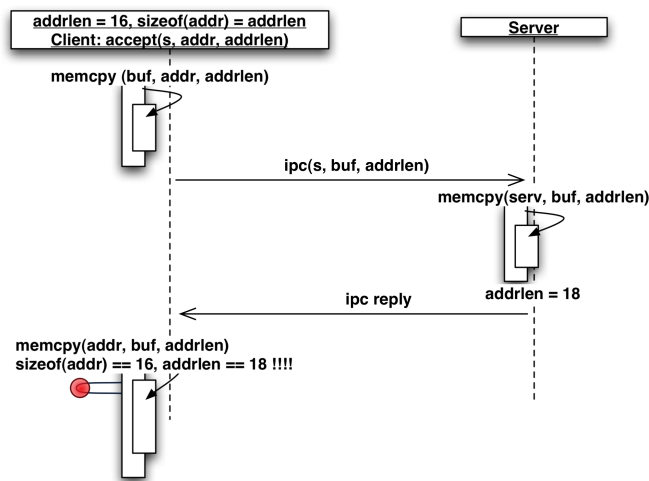 addrlen = 16, sizeof(addr) = addrlen
Client: accept(s, addr, addrlen)
Server
memcpy (buf, addr, addrlen)
ipc(s, buf, addrlen)
memcpy(serv, buf, addrlen)
addrlen = 18
ipc reply
memcpy(addr, buf, addrlen)
sizeof(addr) == 16, addrlen == 18 !!!!